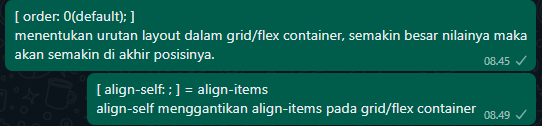 [ order: 0(default); ]
menentukan urutan layout dalam grid/flex container, semakin besar nilainya maka
akan semakin di akhir posisinya.
08.45
[ align-self: ; ] = align-items
align-self menggantikan align-items pada grid/flex container
08.49